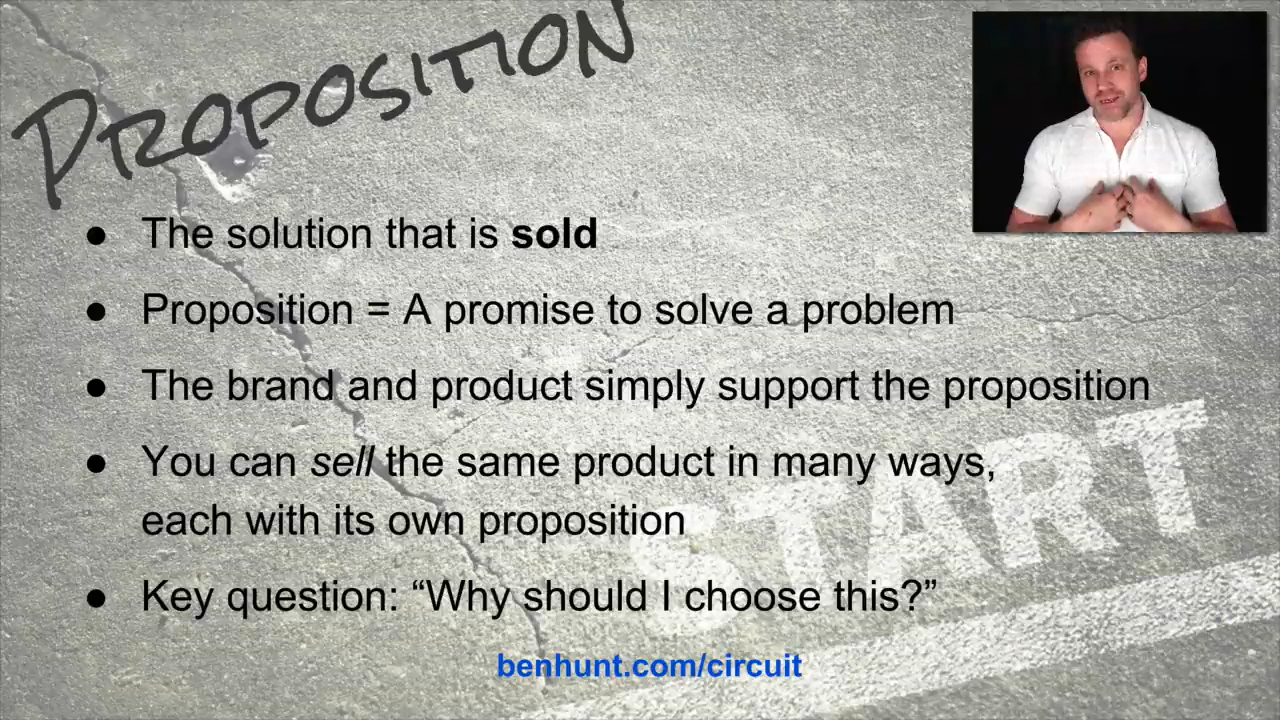 PROPOSITION
● The solution that is sold
● Proposition = A promise to solve a problem
● The brand and product simply support the proposition
● You can sell the same product in many ways,
each with its own proposition
● Key question: “Why should I choose this?”
START
benhunt.com/circuit